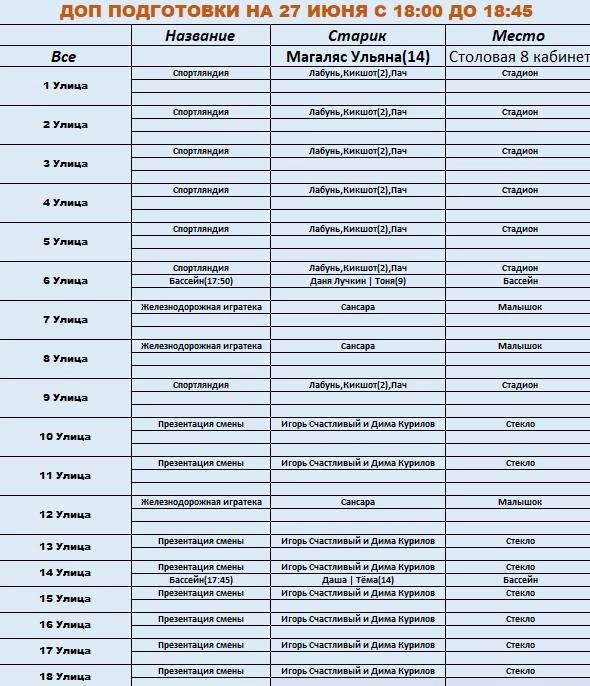 ДОП ПОДГОТОВКИ НА 27 ИЮНЯ С 18:00 ДО 18:45
Название Старик Место
Все Магаляс Ульяна(14) Столовая 8 кабинет
1 Улица Спортляндия Лабунь,Кикшот(2),Пач Стадион
2 Улица Спортляндия Лабунь,Кикшот(2),Пач Стадион
3 Улица Спортляндия Лабунь,Кикшот(2),Пач Стадион
4 Улица Спортляндия Лабунь,Кикшот(2),Пач Стадион
5 Улица Спортляндия Лабунь,Кикшот(2),Пач Стадион
6 Улица Спортляндия Лабунь,Кикшот(2),Пач Стадион
Бассейн(17:50) Даня Лучкин | Тоня(9) Бассейн
7 Улица Железнодорожная игратека Сансара Малышок
8 Улица Железнодорожная игратека Сансара Малышок
9 Улица Спортляндия Лабунь,Кикшот(2),Пач Стадион
10 Улица Презентация смены Игорь Счастливый и Дима Курилов Стекло
11 Улица Презентация смены Игорь Счастливый и Дима Курилов Стекло
12 Улица Железнодорожная игратека Сансара Малышок
13 Улица Презентация смены Игорь Счастливый и Дима Курилов Стекло
14 Улица Презентация смены Игорь Счастливый и Дима Курилов Стекло
Бассейн(17:45) Даша | Тёма(14) Бассейн
15 Улица Презентация смены Игорь Счастливый и Дима Курилов Стекло
16 Улица Презентация смены Игорь Счастливый и Дима Курилов Стекло
17 Улица Презентация смены Игорь Счастливый и Дима Курилов Стекло
18 Улица Презентация смены Игорь Счастливый и Дима Курилов Стекло